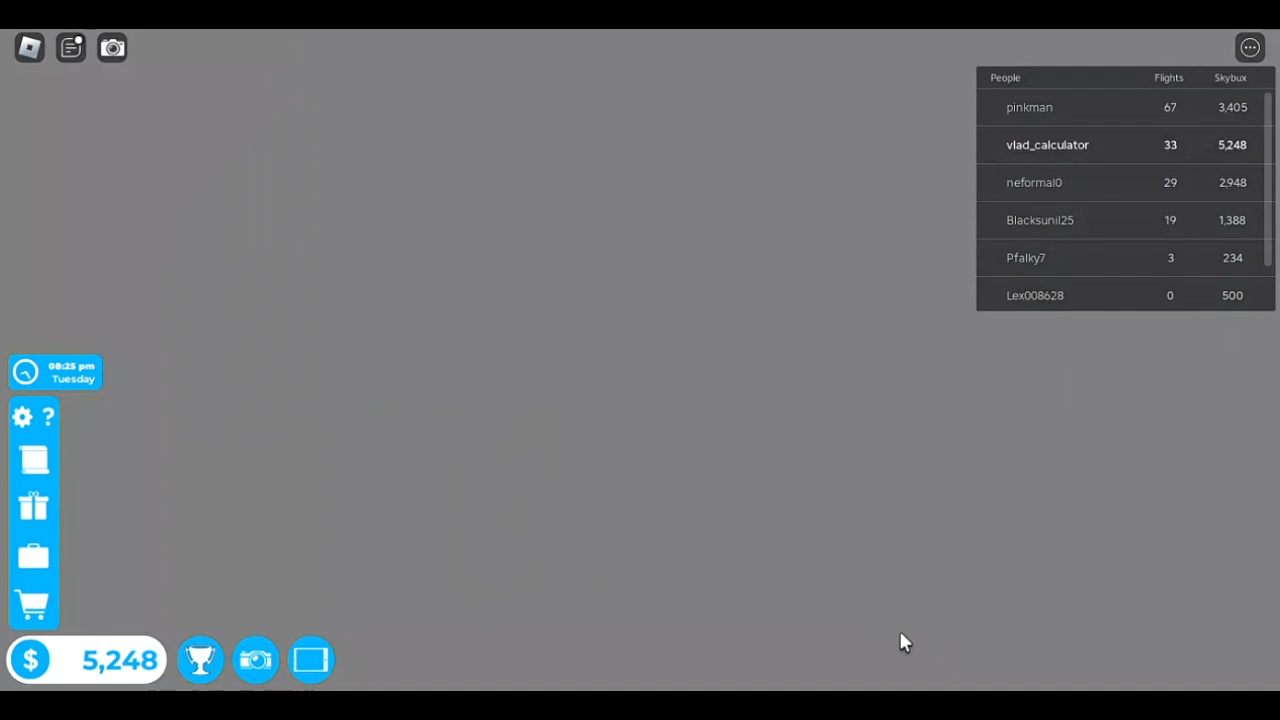 People Flights Skybux
pinkman 67 3,405
vlad_calculator 33 5,248
neformal0 29 2,948
Blacksunil25 19 1,388
Pfalky7 3 234
Lex008628 0 500
08:25 pm
Tuesday
?
$ 5,248